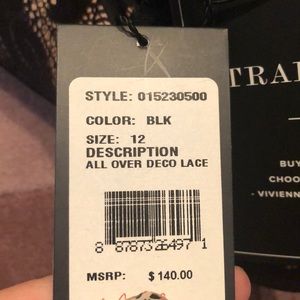 STYLE: 015230500
COLOR: BLK
SIZE: 12
DESCRIPTION
ALL OVER DECO LACE
8 87873 26497 1
MSRP: $ 140.00
TRA
BUY
CHOO
- VIVIENN